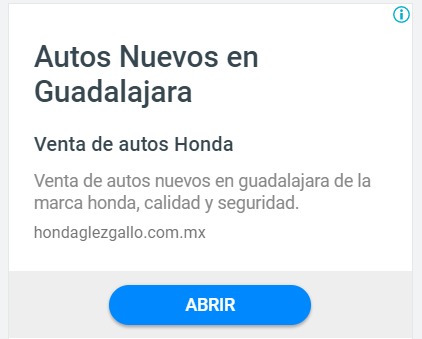 Autos Nuevos en
Guadalajara
Venta de autos Honda
Venta de autos nuevos en guadalajara de la
marca honda, calidad y seguridad.
hondaglezgallo.com.mx
ABRIR